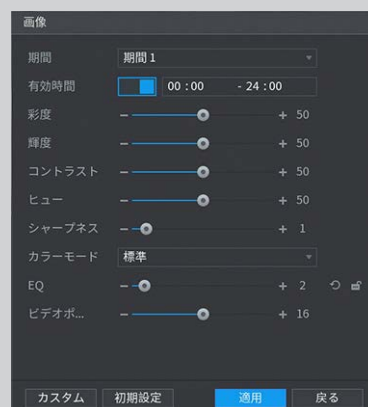 画像
期間 期間 1
有効時間 00 : 00 - 24 : 00
彩度 − + 50
輝度 − + 50
コントラスト − + 50
ヒュー − + 50
シャープネス − + 1
カラーモード 標準
EQ − + 2
ビデオポ... − + 16
カスタム 初期設定 適用 戻る